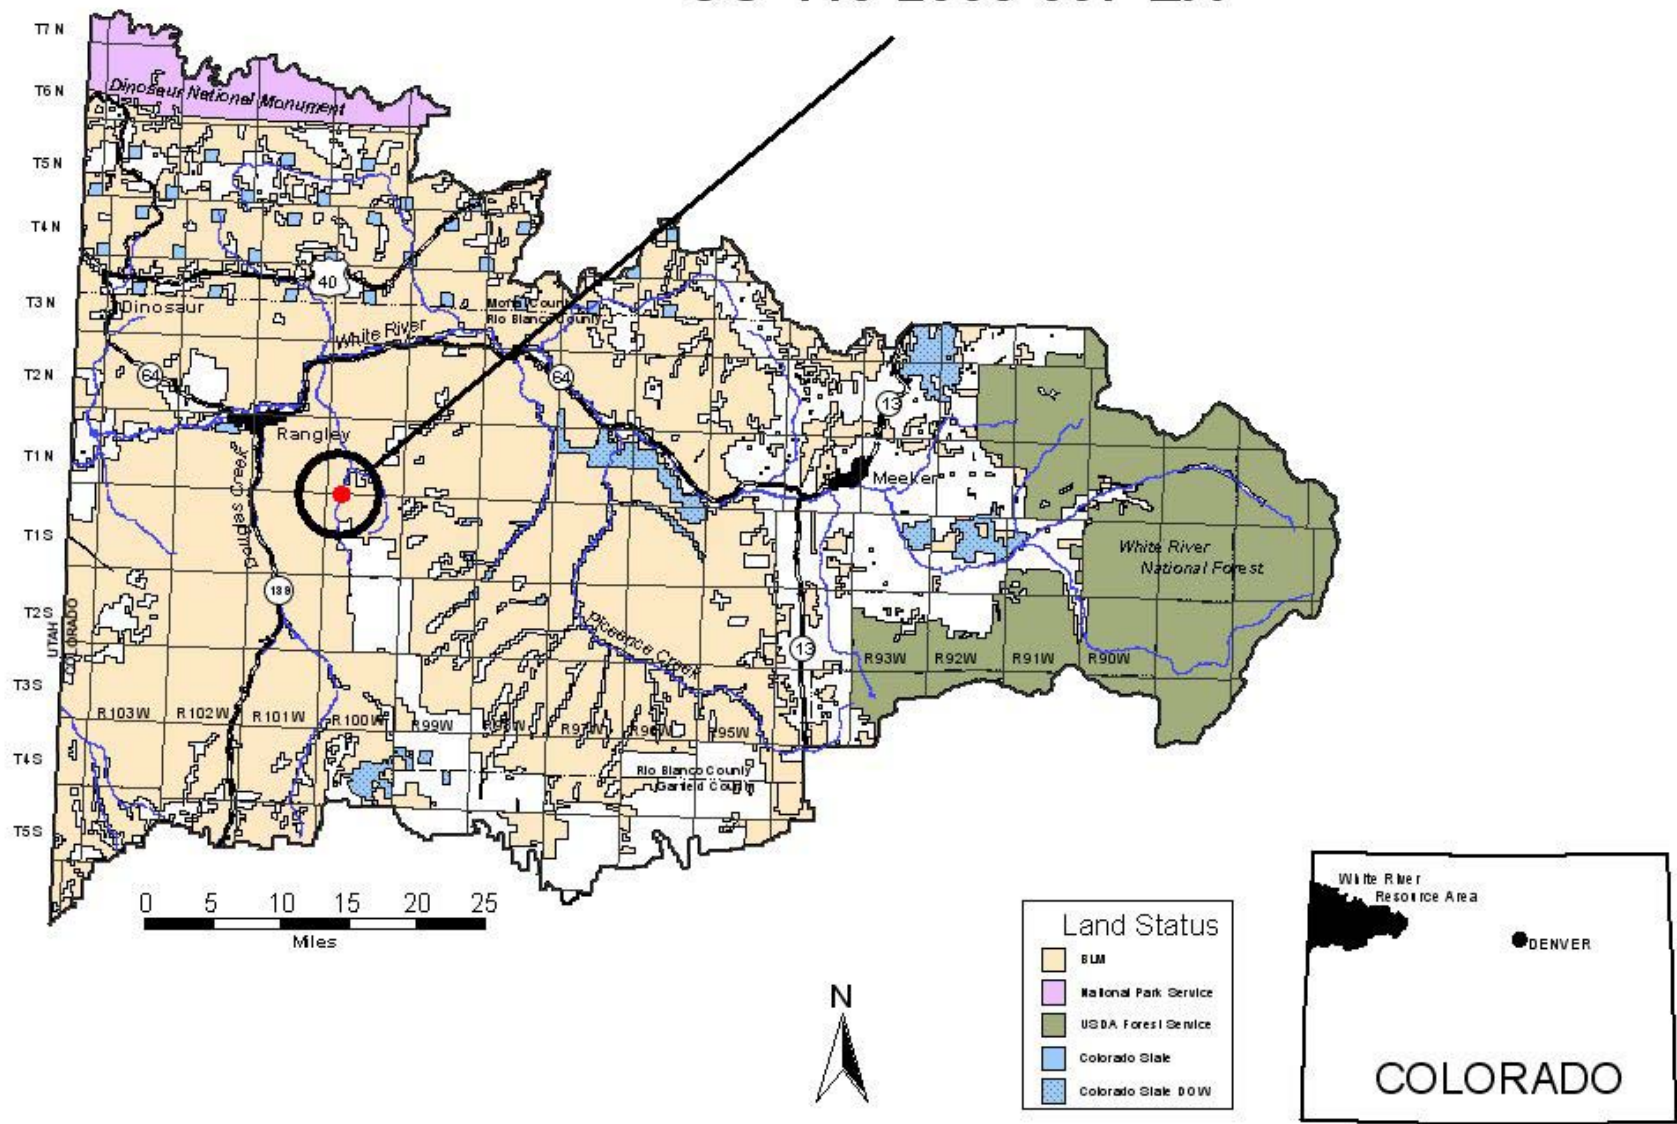 T7 N
T6 N
Dinosaur National Monument
T5 N
T4 N
40
T3 N
Dinosaur
Moffat County
Rio Blanco County
White River
T2 N
64
64
13
Rangley
T1 N
Meeker
Douglas Creek
T1S
White River
National Forest
139
T2S
UTAH
COLORADO
Piceance Creek
13
R93W
R92W
R91W
R90W
T3S
R103W
R102W
R101W
R100W
R99W
R98W
R97W
R96W
R95W
T4S
Rio Blanco County
Garfield County
T5S
0
5
10
15
20
25
Miles
N
Land Status
BLM
National Park Service
USDA Forest Service
Colorado State
Colorado State DOW
White River
Resource Area
DENVER
COLORADO